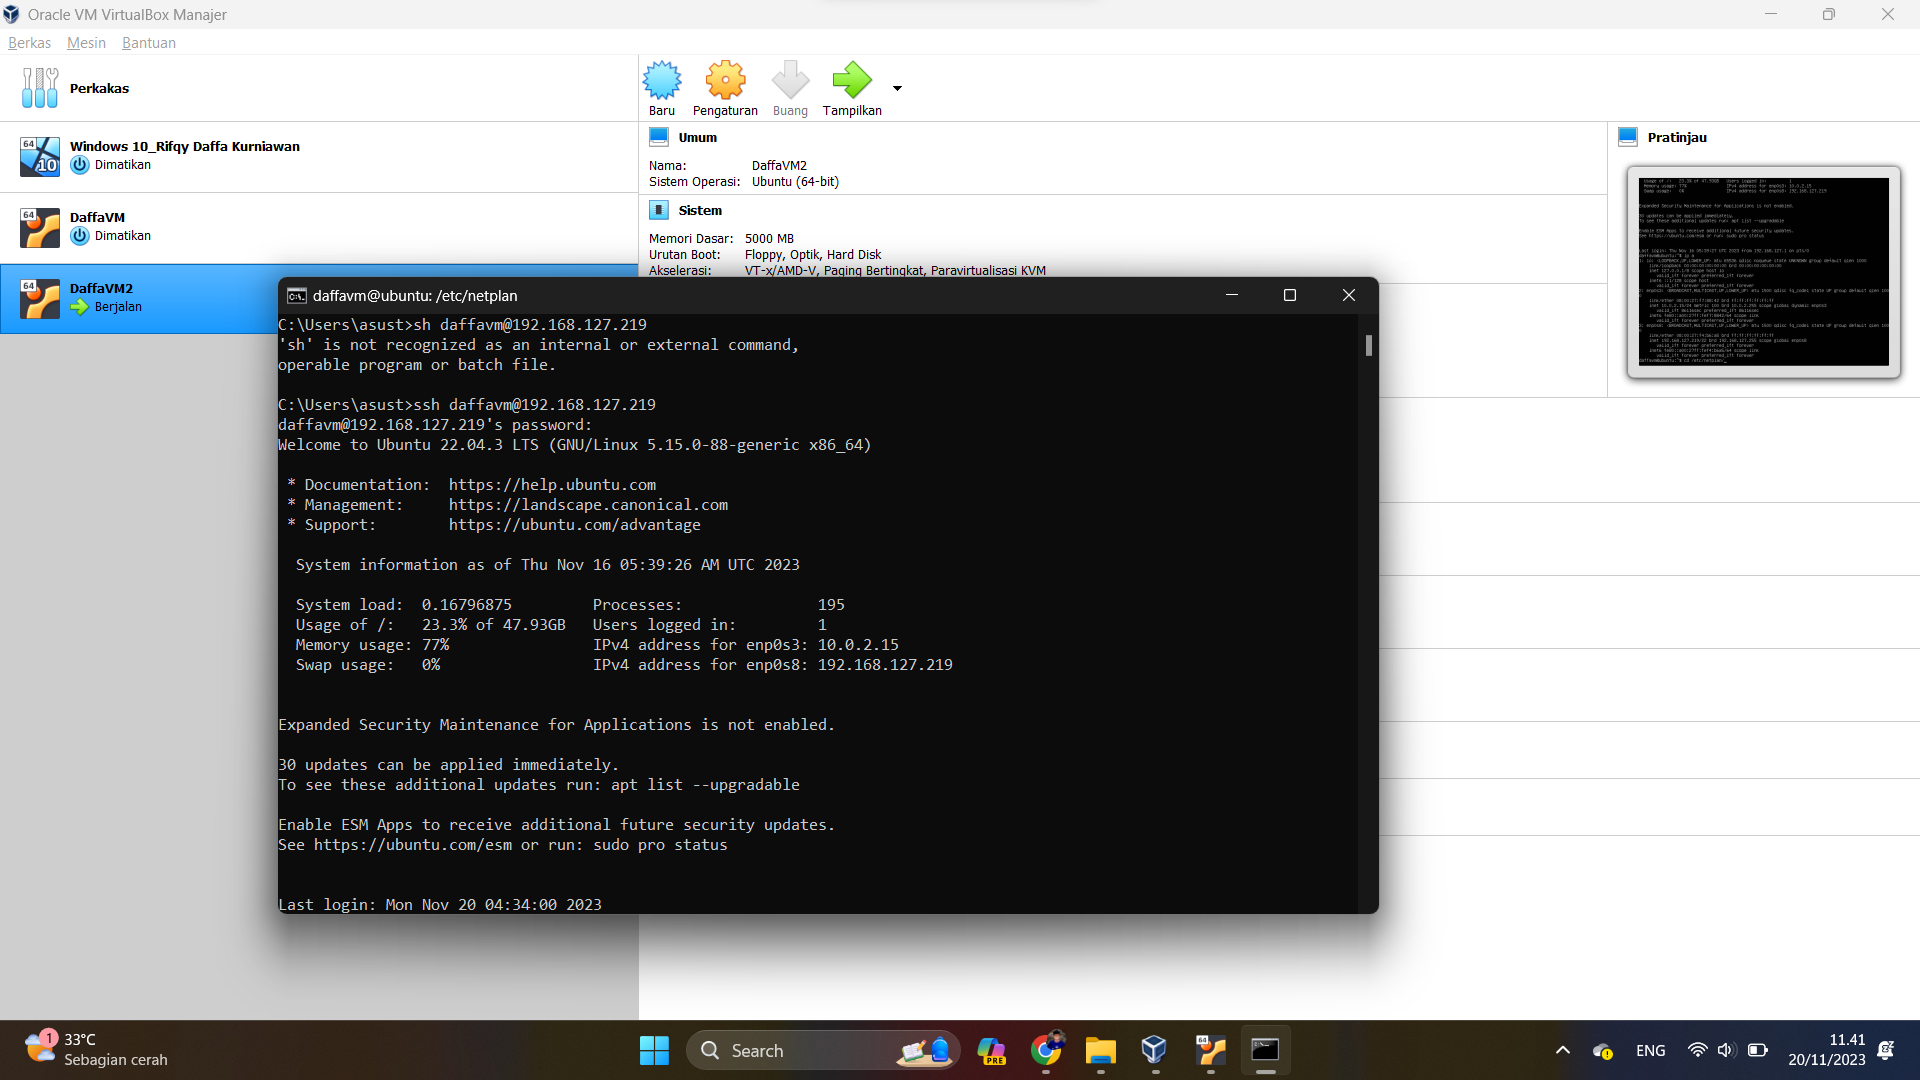 Oracle VM VirtualBox Manajer
Berkas Mesin Bantuan
Perkakas
Baru Pengaturan Buang Tampilkan
64 10 Windows 10_Rifqy Daffa Kurniawan
Dimatikan
64 DaffaVM
Dimatikan
64 DaffaVM2
Berjalan
Umum
Nama: DaffaVM2
Sistem Operasi: Ubuntu (64-bit)
Sistem
Memori Dasar: 5000 MB
Urutan Boot: Floppy, Optik, Hard Disk
Akselerasi: VT-x/AMD-V, Paging Bertingkat, Paravirtualisasi KVM
Pratinjau
daffavm@ubuntu: /etc/netplan
C:\Users\asust>sh daffavm@192.168.127.219
'sh' is not recognized as an internal or external command,
operable program or batch file.
C:\Users\asust>ssh daffavm@192.168.127.219
daffavm@192.168.127.219's password:
Welcome to Ubuntu 22.04.3 LTS (GNU/Linux 5.15.0-88-generic x86_64)
* Documentation: https://help.ubuntu.com
* Management: https://landscape.canonical.com
* Support: https://ubuntu.com/advantage
System information as of Thu Nov 16 05:39:26 AM UTC 2023
System load: 0.16796875 Processes: 195
Usage of /: 23.3% of 47.93GB Users logged in: 1
Memory usage: 77% IPv4 address for enp0s3: 10.0.2.15
Swap usage: 0% IPv4 address for enp0s8: 192.168.127.219
Expanded Security Maintenance for Applications is not enabled.
30 updates can be applied immediately.
To see these additional updates run: apt list --upgradable
Enable ESM Apps to receive additional future security updates.
See https://ubuntu.com/esm or run: sudo pro status
Last login: Mon Nov 20 04:34:00 2023
1 33°C
Sebagian cerah
Search
PRE
64
ENG
11.41
20/11/2023